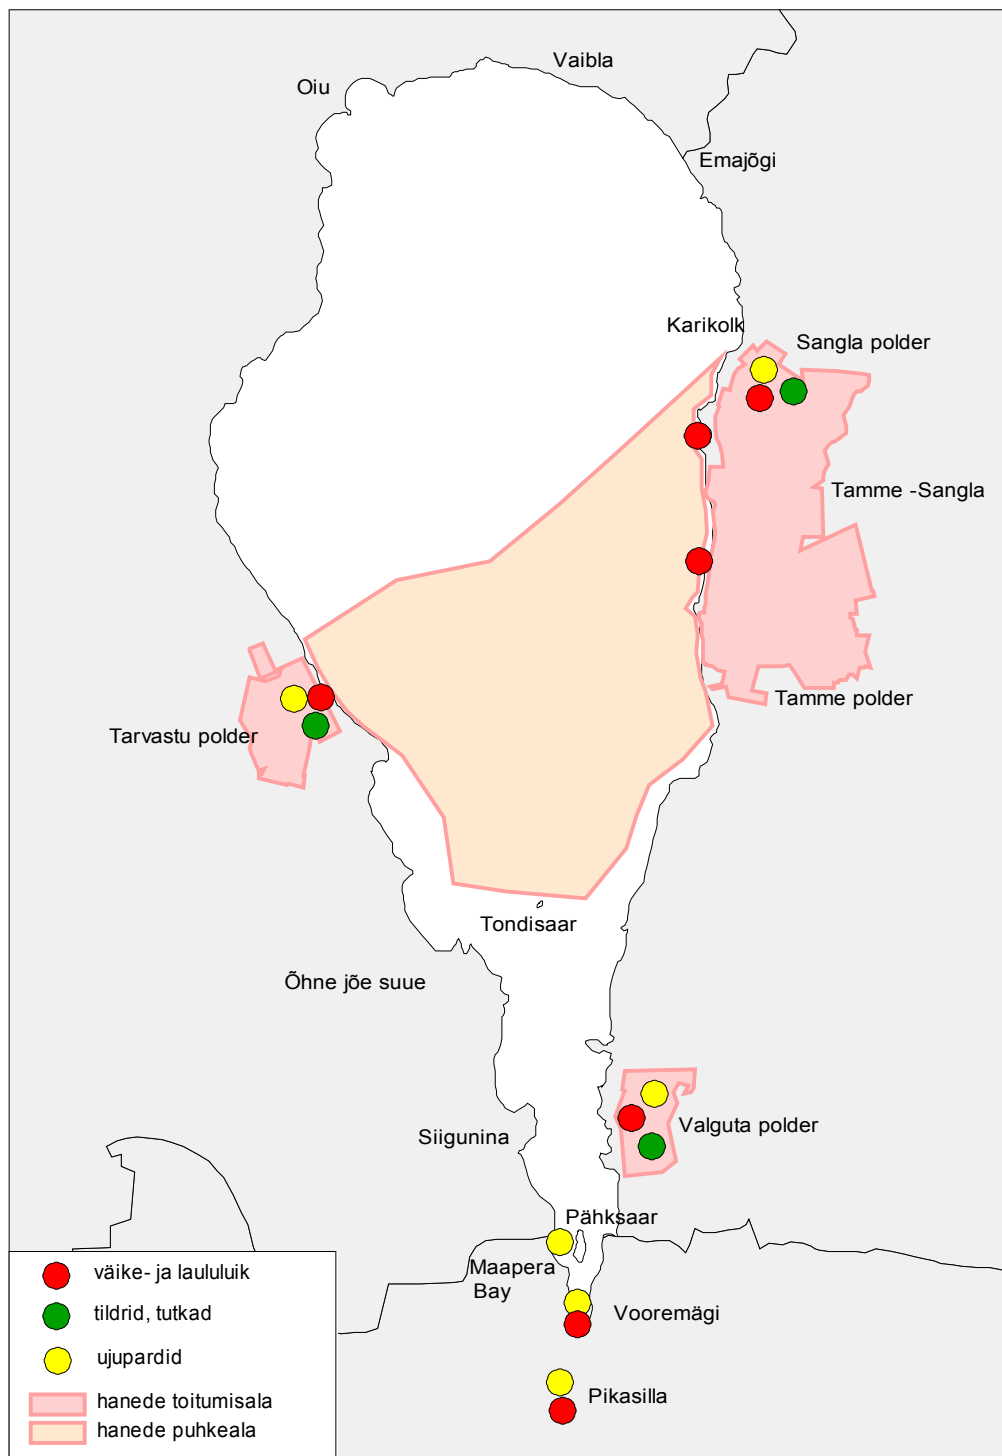 Vaibla
Oiu
Emajõgi
Karikolk
Sangla polder
Tamme -Sangla
Tamme polder
Tarvastu polder
Tondisaar
Õhne jõe suue
Valguta polder
Siigunina
Pähksaar
Maapera
Bay
Vooremägi
Pikasilla
väike- ja laululuik
tildrid, tutkad
ujupardid
hanede toitumisala
hanede puhkeala